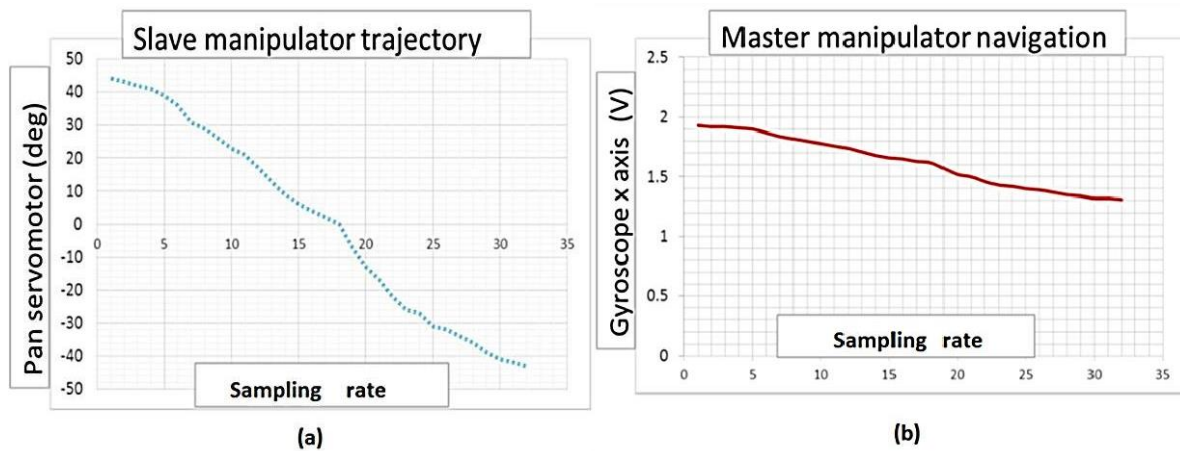 Slave manipulator trajectory
Pan servomotor (deg)
50
40
30
20
10
0
-10
-20
-30
-40
-50
0 5 10 15 20 25 30 35
Sampling rate
(a)
Master manipulator navigation
Gyroscope x axis (V)
2.5
2
1.5
1
0.5
0
0 5 10 15 20 25 30 35
Sampling rate
(b)